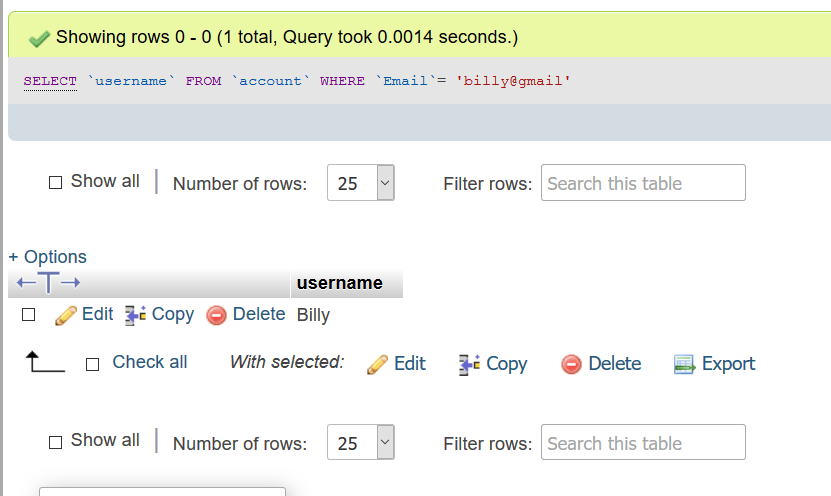 Showing rows 0 - 0 (1 total, Query took 0.0014 seconds.)
SELECT `username` FROM `account` WHERE `Email`= 'billy@gmail'
Show all | Number of rows: 25 Filter rows: Search this table
+ Options
←T→ username
Edit Copy Delete Billy
Check all With selected: Edit Copy Delete Export
Show all | Number of rows: 25 Filter rows: Search this table